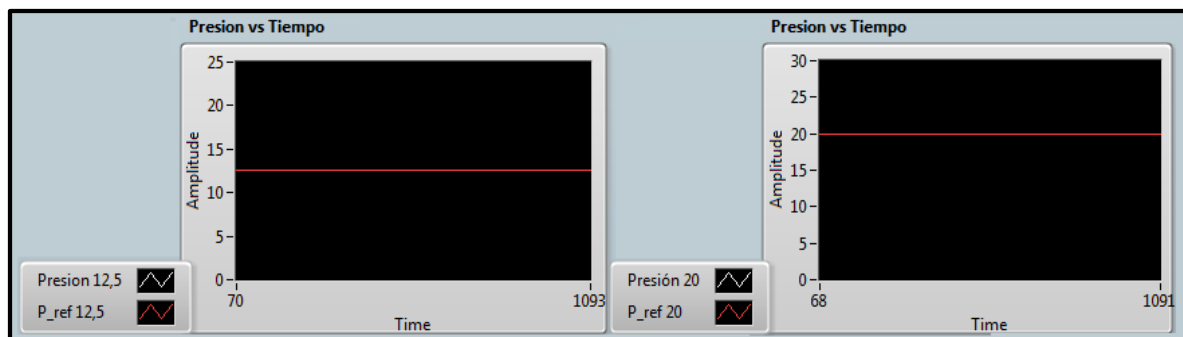 Presion vs Tiempo
25
20
15
10
5
0
Amplitude
70
1093
Time
Presion 12,5
P_ref 12,5
Presion vs Tiempo
30
25
20
15
10
5
0
Amplitude
68
1091
Time
Presión 20
P_ref 20